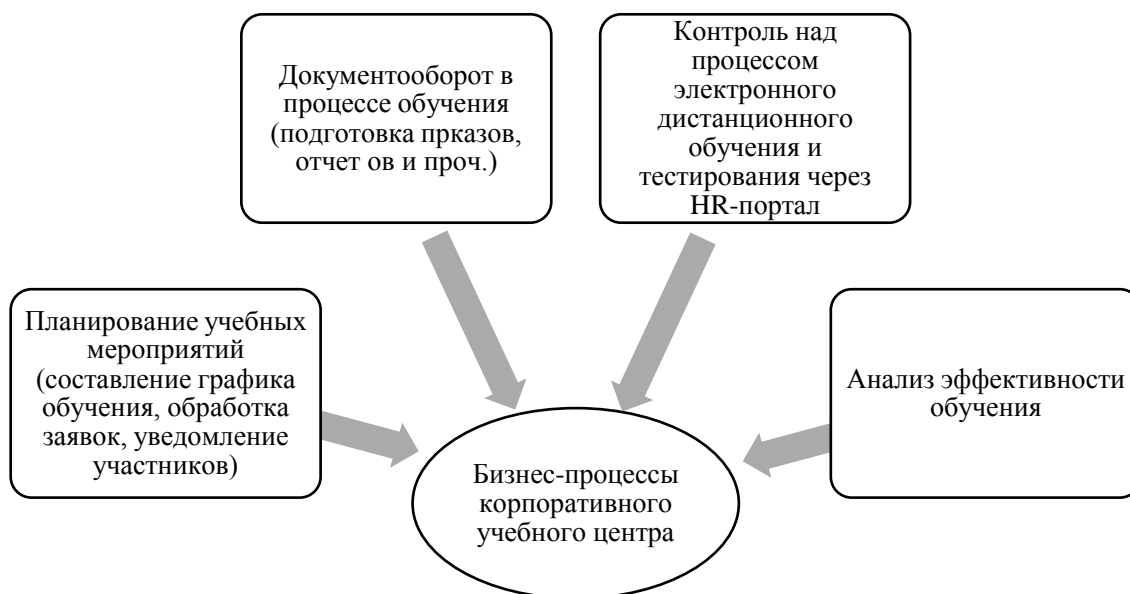 Документооборот в
процессе обучения
(подготовка прказов,
отчет ов и проч.)
Контроль над
процессом
электронного
дистанционного
обучения и
тестирования через
HR-портал
Планирование учебных
мероприятий
(составление графика
обучения, обработка
заявок, уведомление
участников)
Анализ эффективности
обучения
Бизнес-процессы
корпоративного
учебного центра